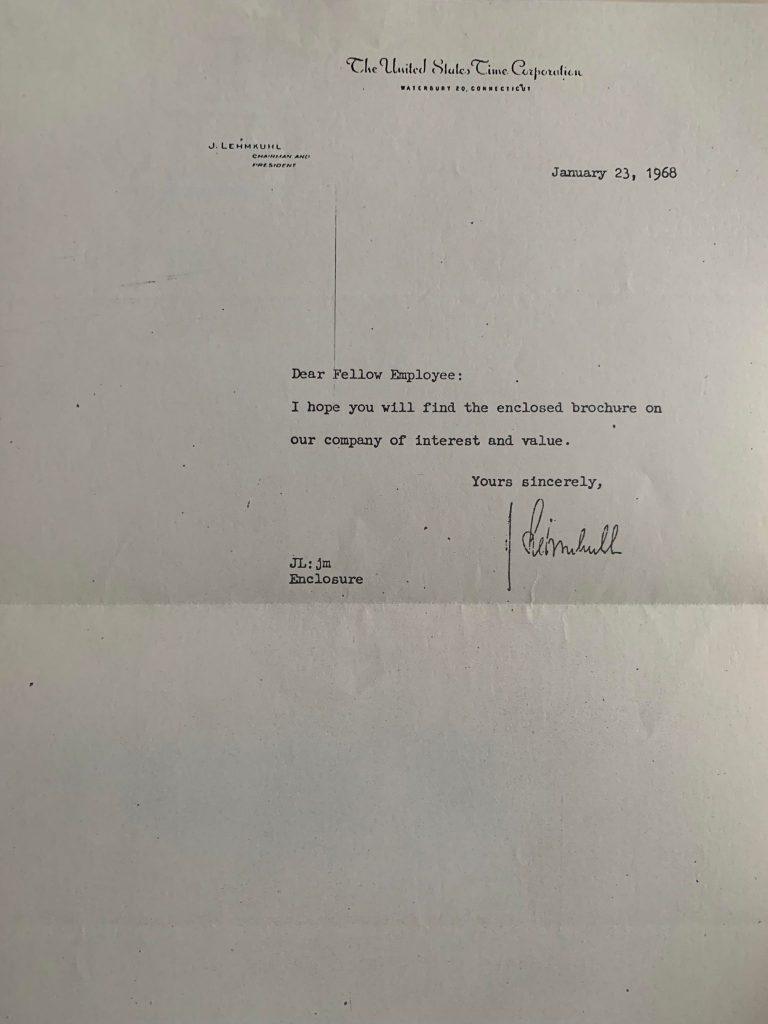 The United States Time Corporation
WATERBURY 20, CONNECTICUT
J. LEHMKUHL
CHAIRMAN AND
PRESIDENT
January 23, 1968
Dear Fellow Employee:
I hope you will find the enclosed brochure on
our company of interest and value.
Yours sincerely,
J Lehmkuhl
JL:jm
Enclosure